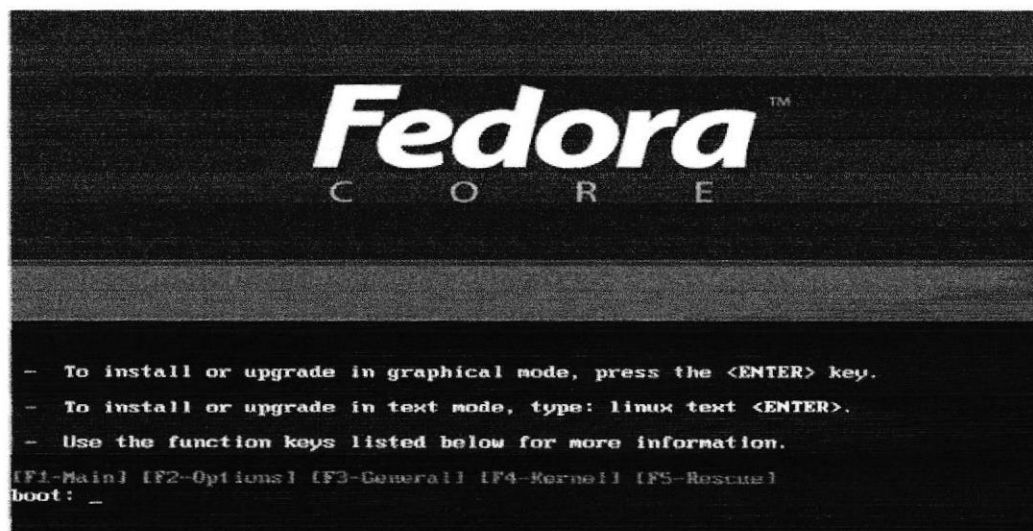 Fedora™
CORE
- To install or upgrade in graphical mode, press the <ENTER> key.
- To install or upgrade in text mode, type: linux text <ENTER>.
- Use the function keys listed below for more information.
[F1-Main] [F2-Options] [F3-General] [F4-Kernel] [F5-Rescue]
boot: _